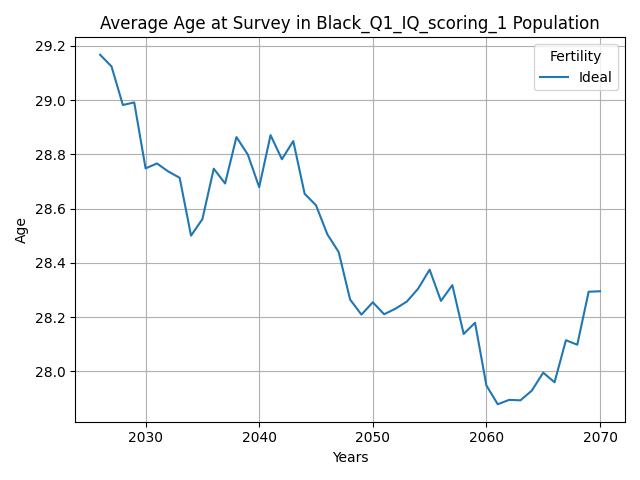 Average Age at Survey in Black_Q1_IQ_scoring_1 Population
29.2
29.0
28.8
28.6
28.4
28.2
28.0
Age
Fertility
Ideal
2030 2040 2050 2060 2070
Years